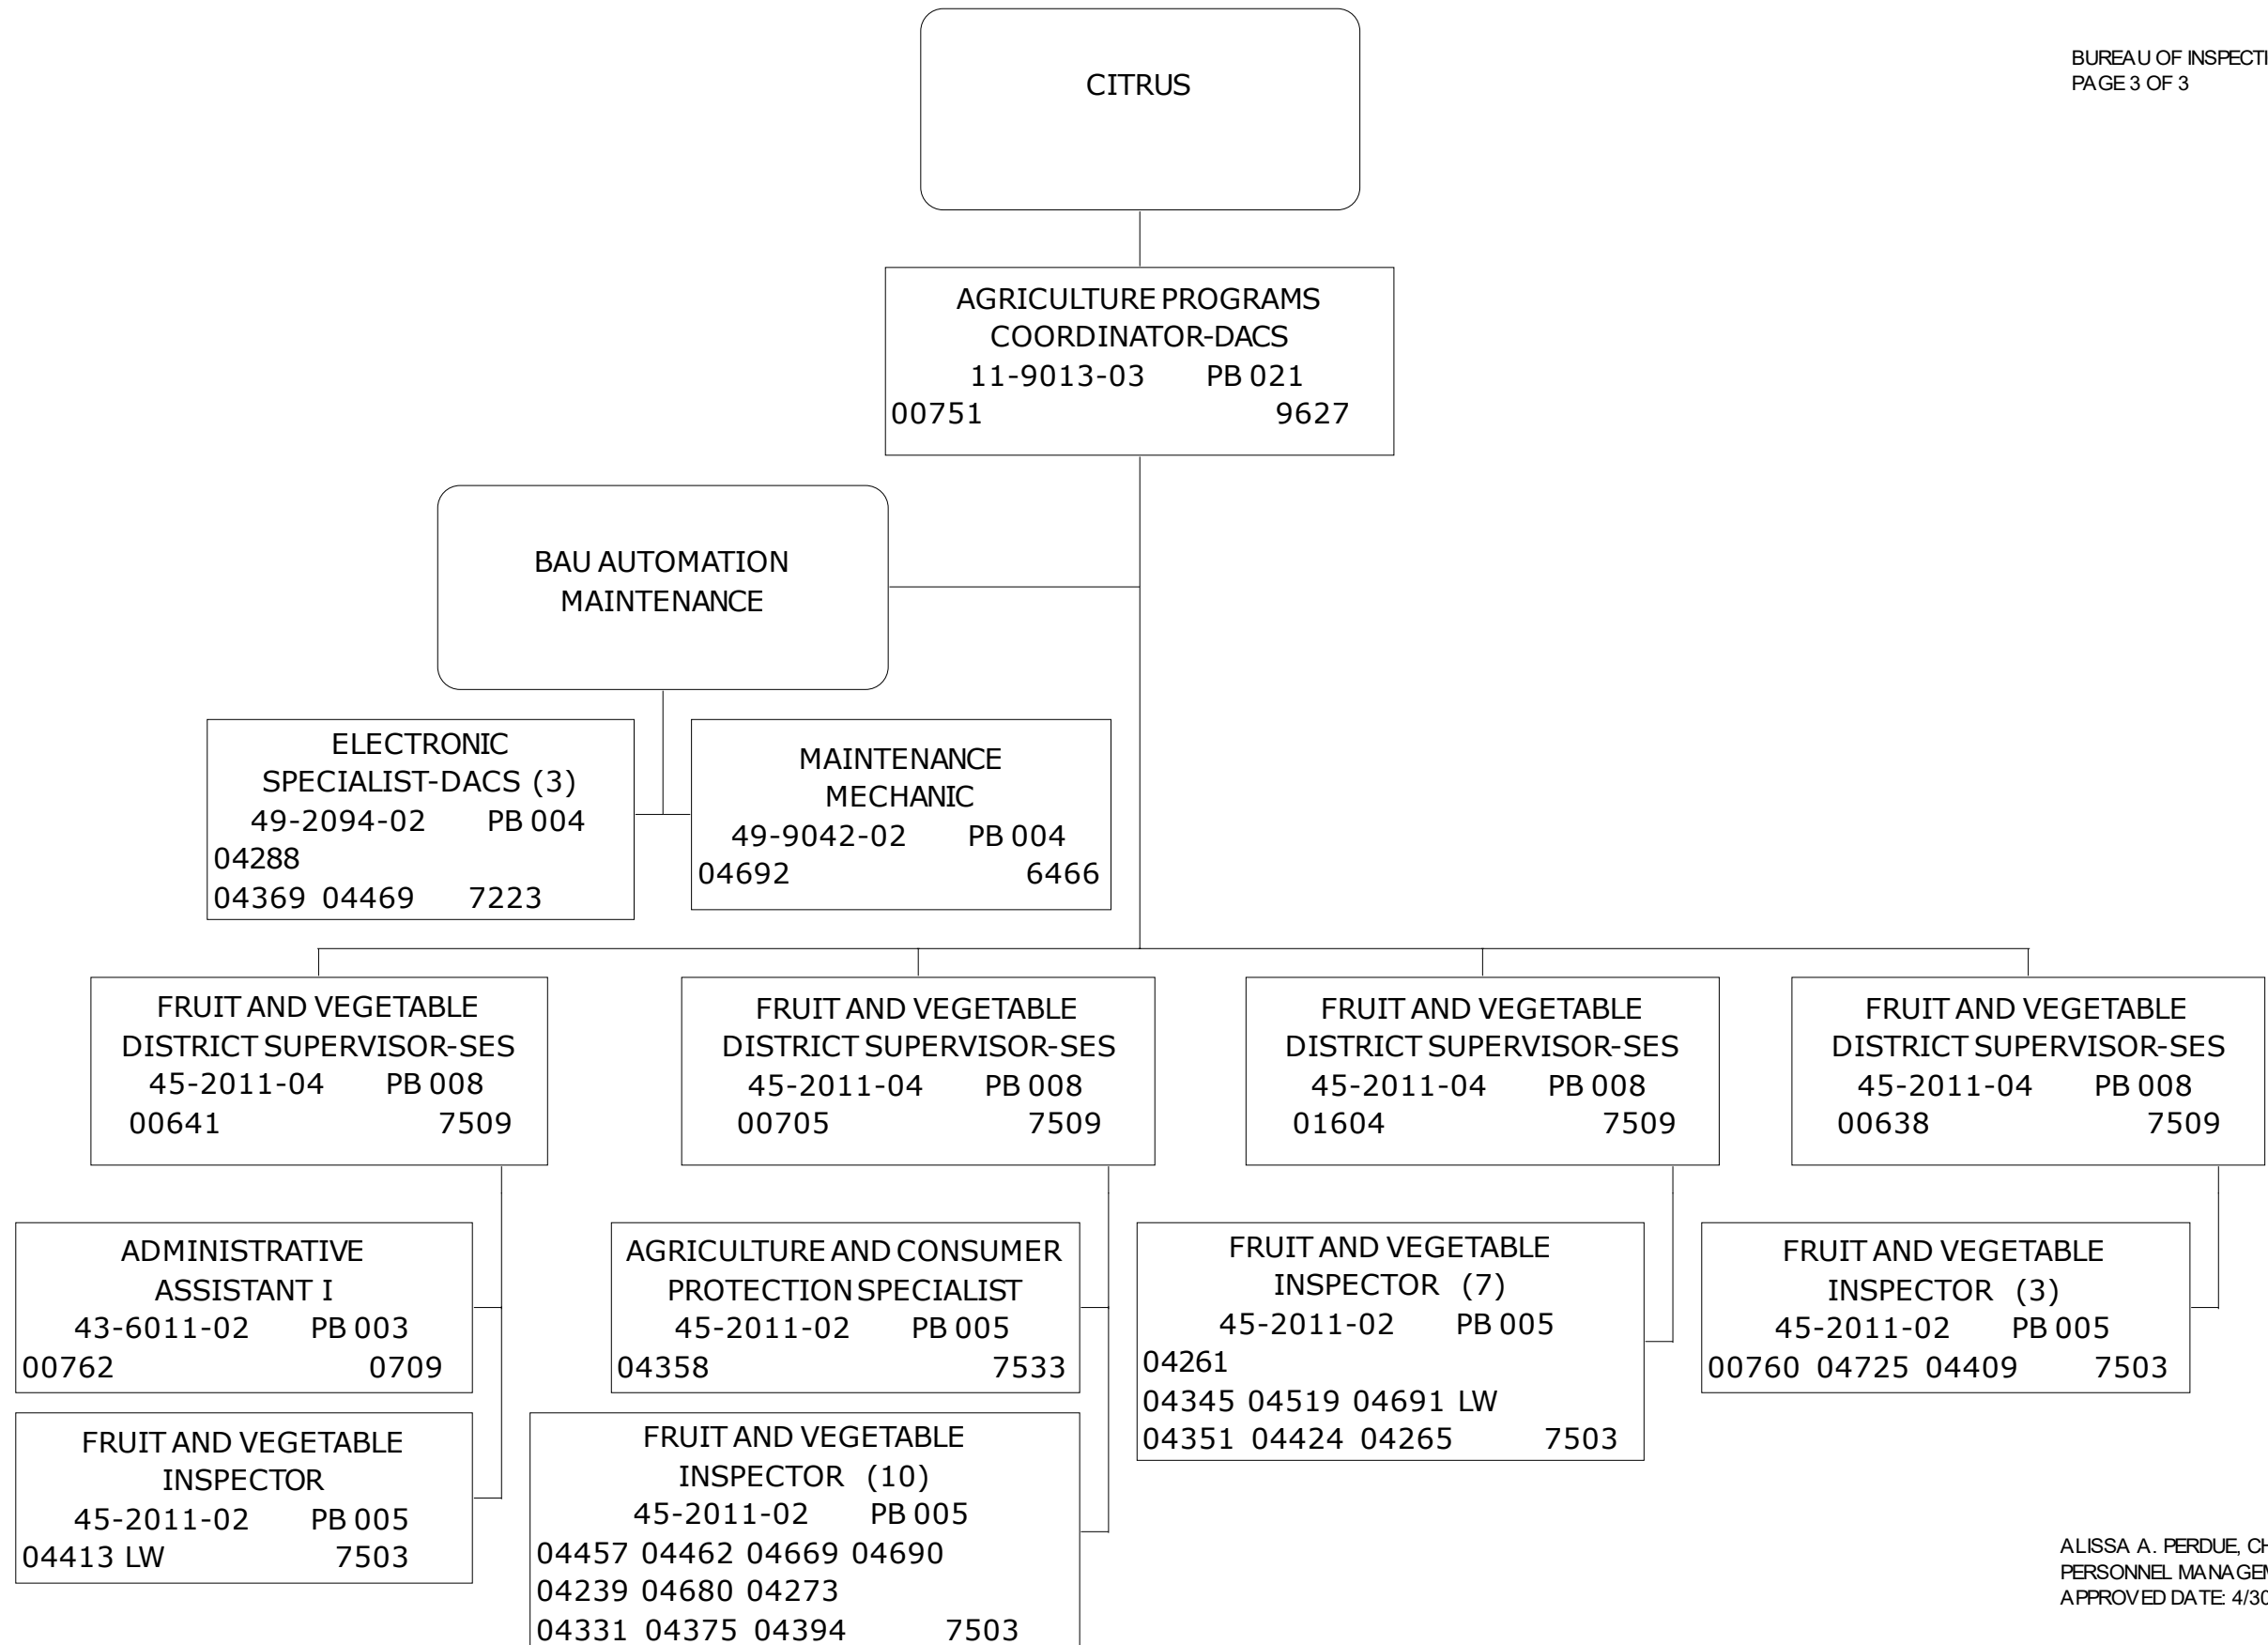 CITRUS
BUREAU OF
PAGE 3 OF 3
AGRICULTURE PROGRAMS
COORDINATOR-DACS
11-9013-03 PB 021
00751 9627
BAU AUTOMATION
MAINTENANCE
ELECTRONIC
SPECIALIST-DACS (3)
49-2094-02 PB 004
04288
04369 04469 7223
MAINTENANCE
MECHANIC
49-9042-02 PB 004
04692 6466
FRUIT AND VEGETABLE
DISTRICT SUPERVISOR-SES
45-2011-04 PB 008
00641 7509
FRUIT AND VEGETABLE
DISTRICT SUPERVISOR-SES
45-2011-04 PB 008
00705 7509
FRUIT AND VEGETABLE
DISTRICT SUPERVISOR-SES
45-2011-04 PB 008
01604 7509
FRUIT AND VEGETABLE
DISTRICT SUPERVISOR-SES
45-2011-04 PB 008
00638 7509
ADMINISTRATIVE
ASSISTANT I
43-6011-02 PB 003
00762 0709
FRUIT AND VEGETABLE
INSPECTOR
45-2011-02 PB 005
04413 LW 7503
AGRICULTURE AND CONSUMER
PROTECTION SPECIALIST
45-2011-02 PB 005
04358 7533
FRUIT AND VEGETABLE
INSPECTOR (10)
45-2011-02 PB 005
04457 04462 04669 04690
04239 04680 04273
04331 04375 04394 7503
FRUIT AND VEGETABLE
INSPECTOR (7)
45-2011-02 PB 005
04261
04345 04519 04691 LW
04351 04424 04265 7503
FRUIT AND VEGETABLE
INSPECTOR (3)
45-2011-02 PB 005
00760 04725 04409 7503
ALISSA A. PERDUE,
PERSONNEL
APPROVED DATE: